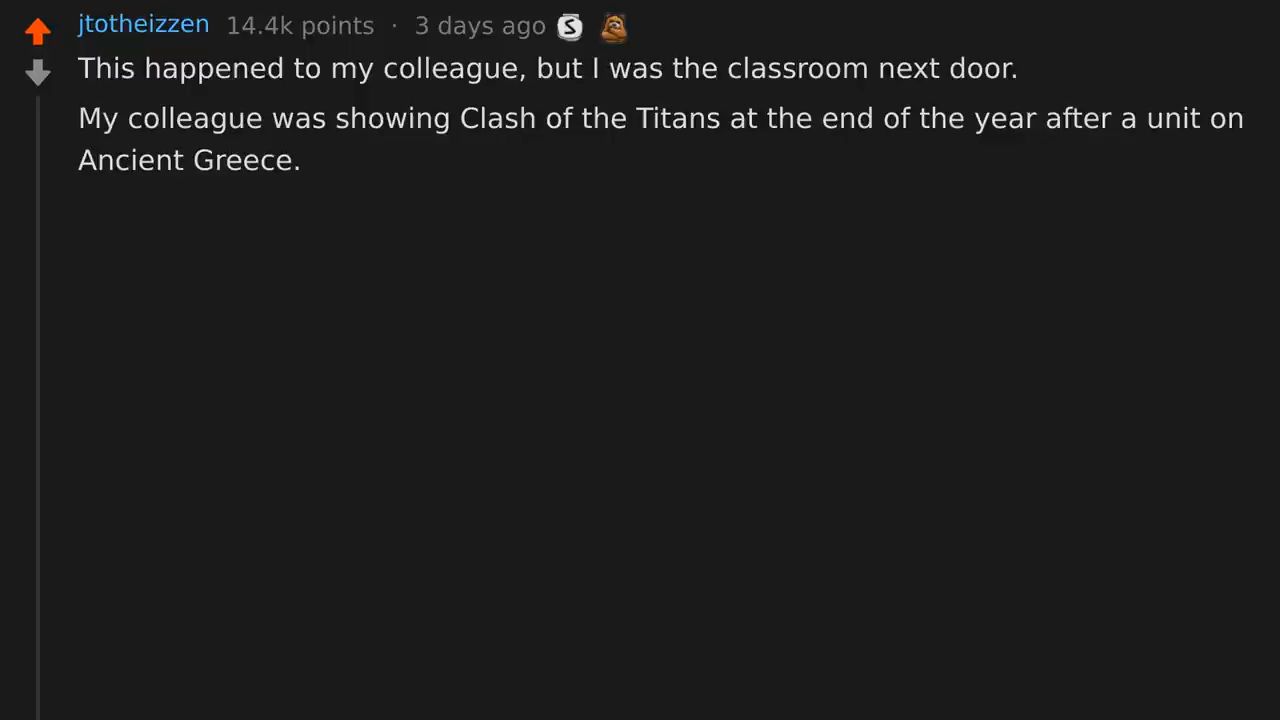 jtotheizzen 14.4k points · 3 days ago S
This happened to my colleague, but I was the classroom next door.
My colleague was showing Clash of the Titans at the end of the year after a unit on
Ancient Greece.